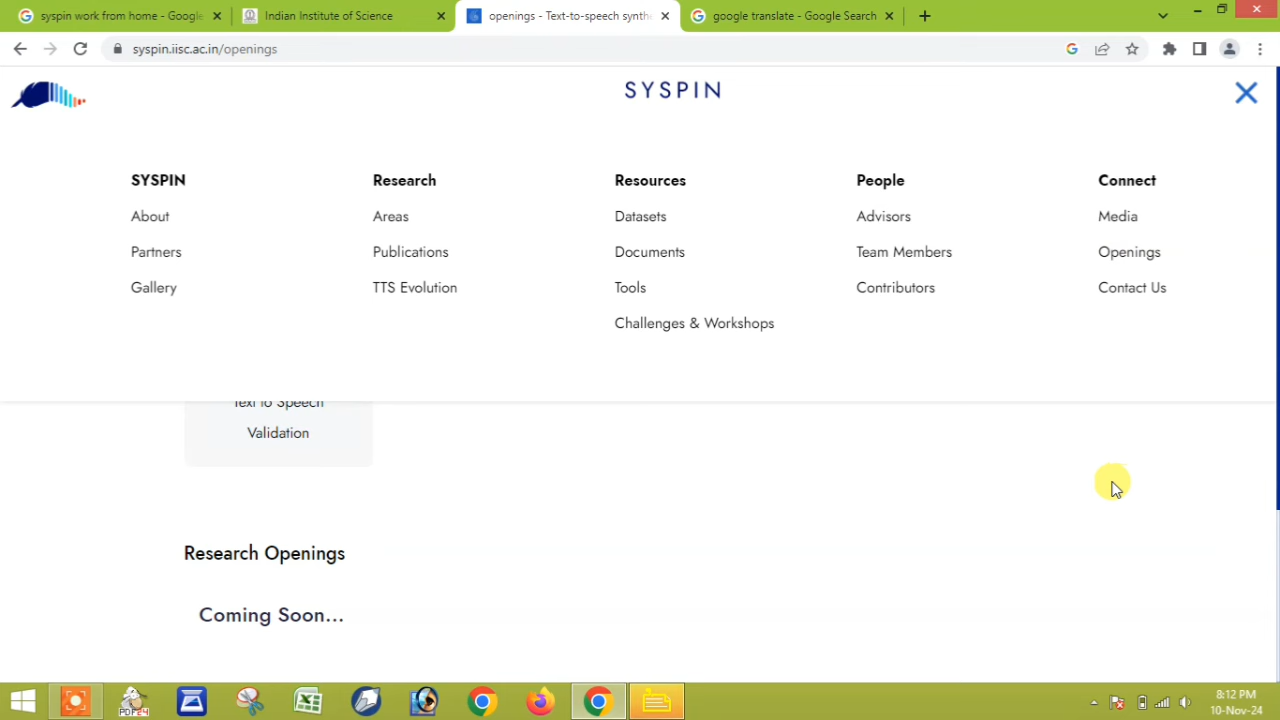 syspin work from home - Google
Indian Institute of Science
openings - Text-to-speech synth
google translate - Google Search
syspin.iisc.ac.in/openings
SYSPIN
SYSPIN
Research
Resources
People
Connect
About
Areas
Datasets
Advisors
Media
Partners
Publications
Documents
Team Members
Openings
Gallery
TTS Evolution
Tools
Contributors
Contact Us
Challenges & Workshops
Text to Speech
Validation
Research Openings
Coming Soon...
8:12 PM
10-Nov-24